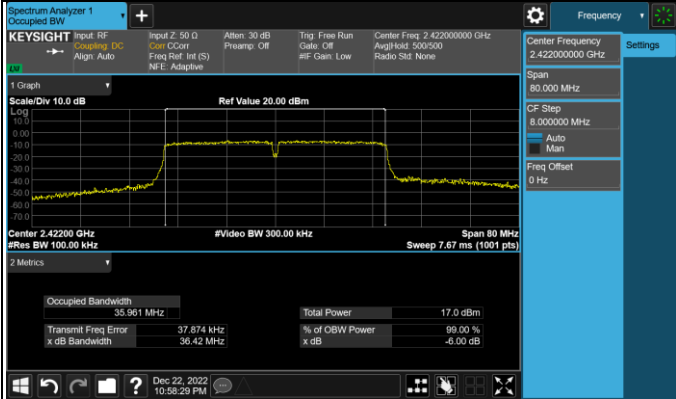 Spectrum Analyzer 1
Occupied BW
Frequency
KEYSIGHT
Input: RF
Coupling: DC
Align: Auto
Input Z: 50 Ω
Corr CCorr
Freq Ref: Int (S)
NFE: Adaptive
Atten: 30 dB
Preamp: Off
Trig: Free Run
Gate: Off
#IF Gain: Low
Center Freq: 2.422000000 GHz
Avg|Hold: 500/500
Radio Std: None
Center Frequency
2.422000000 GHz
Settings
Span
80.000 MHz
CF Step
8.000000 MHz
Auto
Man
Freq Offset
0 Hz
1 Graph
Scale/Div 10.0 dB
Ref Value 20.00 dBm
Log
10.0
0.00
-10.0
-20.0
-30.0
-40.0
-50.0
-60.0
-70.0
Center 2.42200 GHz
#Video BW 300.00 kHz
Span 80 MHz
#Res BW 100.00 kHz
Sweep 7.67 ms (1001 pts)
2 Metrics
Occupied Bandwidth
35.961 MHz
Total Power 17.0 dBm
Transmit Freq Error 37.874 kHz
% of OBW Power 99.00 %
x dB Bandwidth 36.42 MHz
x dB -6.00 dB
Dec 22, 2022
10:58:29 PM